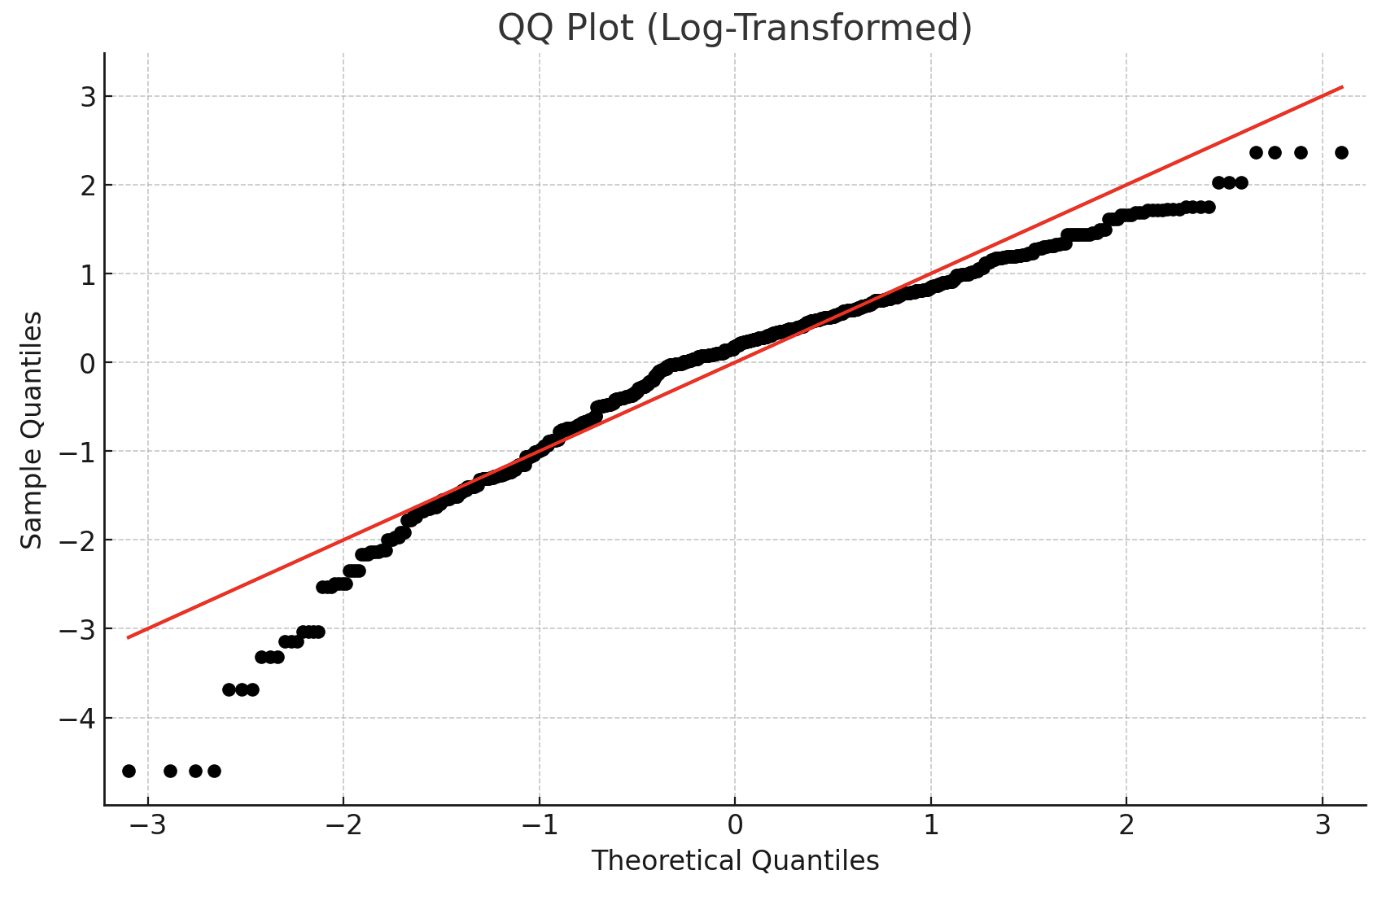 QQ Plot (Log-Transformed)
3
2
1
0
−1
−2
−3
−4
Sample Quantiles
−3 −2 −1 0 1 2 3
Theoretical Quantiles